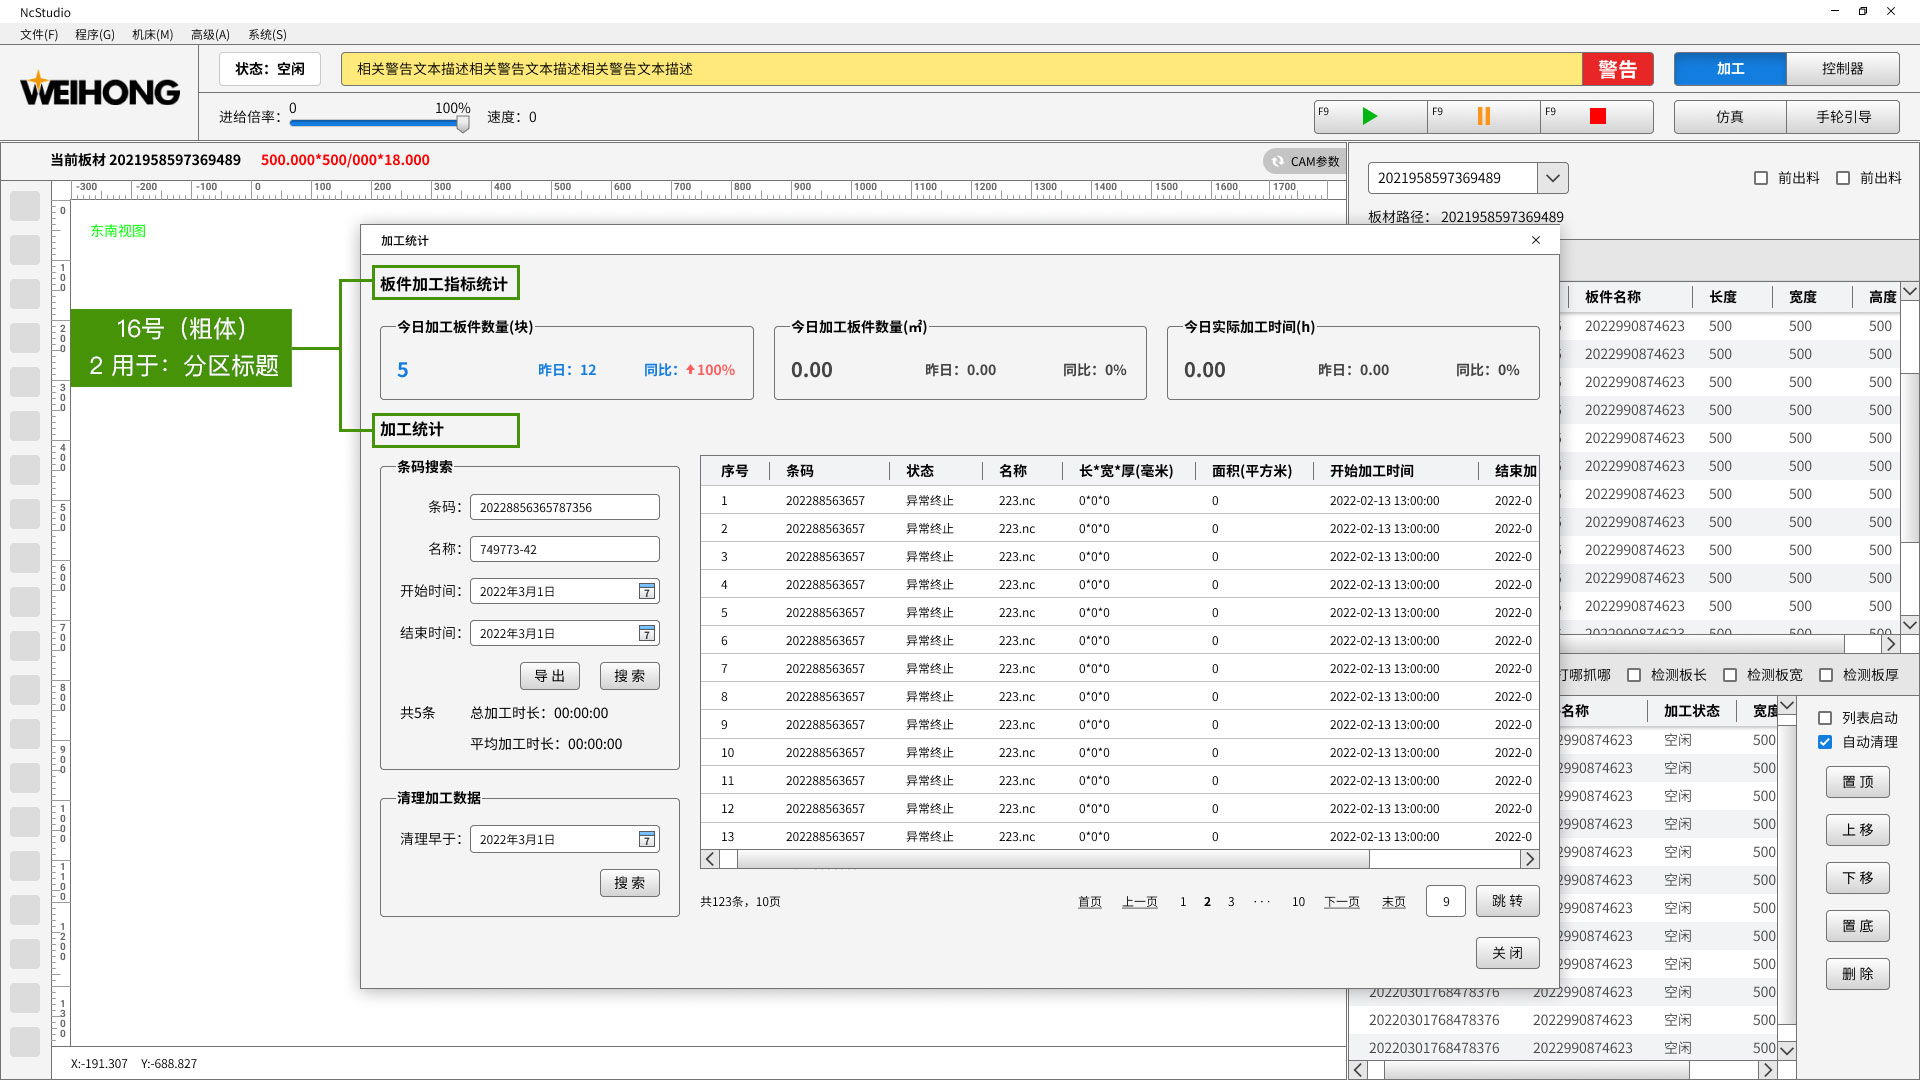 NcStudio
文件(F) 程序(G) 机床(M) 高级(A) 系统(S)
WEIHONG
状态：空闲
相关警告文本描述相关警告文本描述相关警告文本描述
警告
加工 控制器
进给倍率： 0 100% 速度：0
F9 F9 F9
仿真 手轮引导
当前板材 2021958597369489 500.000*500/000*18.000
CAM参数
-300 -200 -100 0 100 200 300 400 500 600 700 800 900 1000 1100 1200 1300 1400 1500 1600 1700
0 100 200 300 400 500 600 700 800 900 1000 1100 1200 1300
东南视图
2021958597369489 前出料 前出料
板材路径： 2021958597369489
16号（粗体）
2 用于：分区标题
加工统计
板件加工指标统计
今日加工板件数量(块)
5 昨日：12 同比：100%
今日加工板件数量(㎡)
0.00 昨日：0.00 同比：0%
今日实际加工时间(h)
0.00 昨日：0.00 同比：0%
加工统计
条码搜索
条码： 20228856365787356
名称： 749773-42
开始时间： 2022年3月1日 7
结束时间： 2022年3月1日 7
导 出 搜 索
共5条 总加工时长：00:00:00
平均加工时长：00:00:00
清理加工数据
清理早于： 2022年3月1日 7
搜 索
序号 条码 状态 名称 长*宽*厚(毫米) 面积(平方米) 开始加工时间 结束加
1 202288563657 异常终止 223.nc 0*0*0 0 2022-02-13 13:00:00 2022-0
2 202288563657 异常终止 223.nc 0*0*0 0 2022-02-13 13:00:00 2022-0
3 202288563657 异常终止 223.nc 0*0*0 0 2022-02-13 13:00:00 2022-0
4 202288563657 异常终止 223.nc 0*0*0 0 2022-02-13 13:00:00 2022-0
5 202288563657 异常终止 223.nc 0*0*0 0 2022-02-13 13:00:00 2022-0
6 202288563657 异常终止 223.nc 0*0*0 0 2022-02-13 13:00:00 2022-0
7 202288563657 异常终止 223.nc 0*0*0 0 2022-02-13 13:00:00 2022-0
8 202288563657 异常终止 223.nc 0*0*0 0 2022-02-13 13:00:00 2022-0
9 202288563657 异常终止 223.nc 0*0*0 0 2022-02-13 13:00:00 2022-0
10 202288563657 异常终止 223.nc 0*0*0 0 2022-02-13 13:00:00 2022-0
11 202288563657 异常终止 223.nc 0*0*0 0 2022-02-13 13:00:00 2022-0
12 202288563657 异常终止 223.nc 0*0*0 0 2022-02-13 13:00:00 2022-0
13 202288563657 异常终止 223.nc 0*0*0 0 2022-02-13 13:00:00 2022-0
共123条，10页 首页 上一页 1 2 3 ··· 10 下一页 末页 9 跳 转
关 闭
板件名称 长度 宽度 高度
2022990874623 500 500 500
2022990874623 500 500 500
2022990874623 500 500 500
2022990874623 500 500 500
2022990874623 500 500 500
2022990874623 500 500 500
2022990874623 500 500 500
2022990874623 500 500 500
2022990874623 500 500 500
2022990874623 500 500 500
2022990874623 500 500 500
2022990874623 500 500 500
打哪抓哪 检测板长 检测板宽 检测板厚
名称 加工状态 宽度
2990874623 空闲 500
2990874623 空闲 500
2990874623 空闲 500
2990874623 空闲 500
2990874623 空闲 500
2990874623 空闲 500
2990874623 空闲 500
2990874623 空闲 500
2990874623 空闲 500
20220301768478376 2022990874623 空闲 500
20220301768478376 2022990874623 空闲 500
20220301768478376 2022990874623 空闲 500
列表启动
自动清理
置 顶
上 移
下 移
置 底
删 除
X:-191.307 Y:-688.827